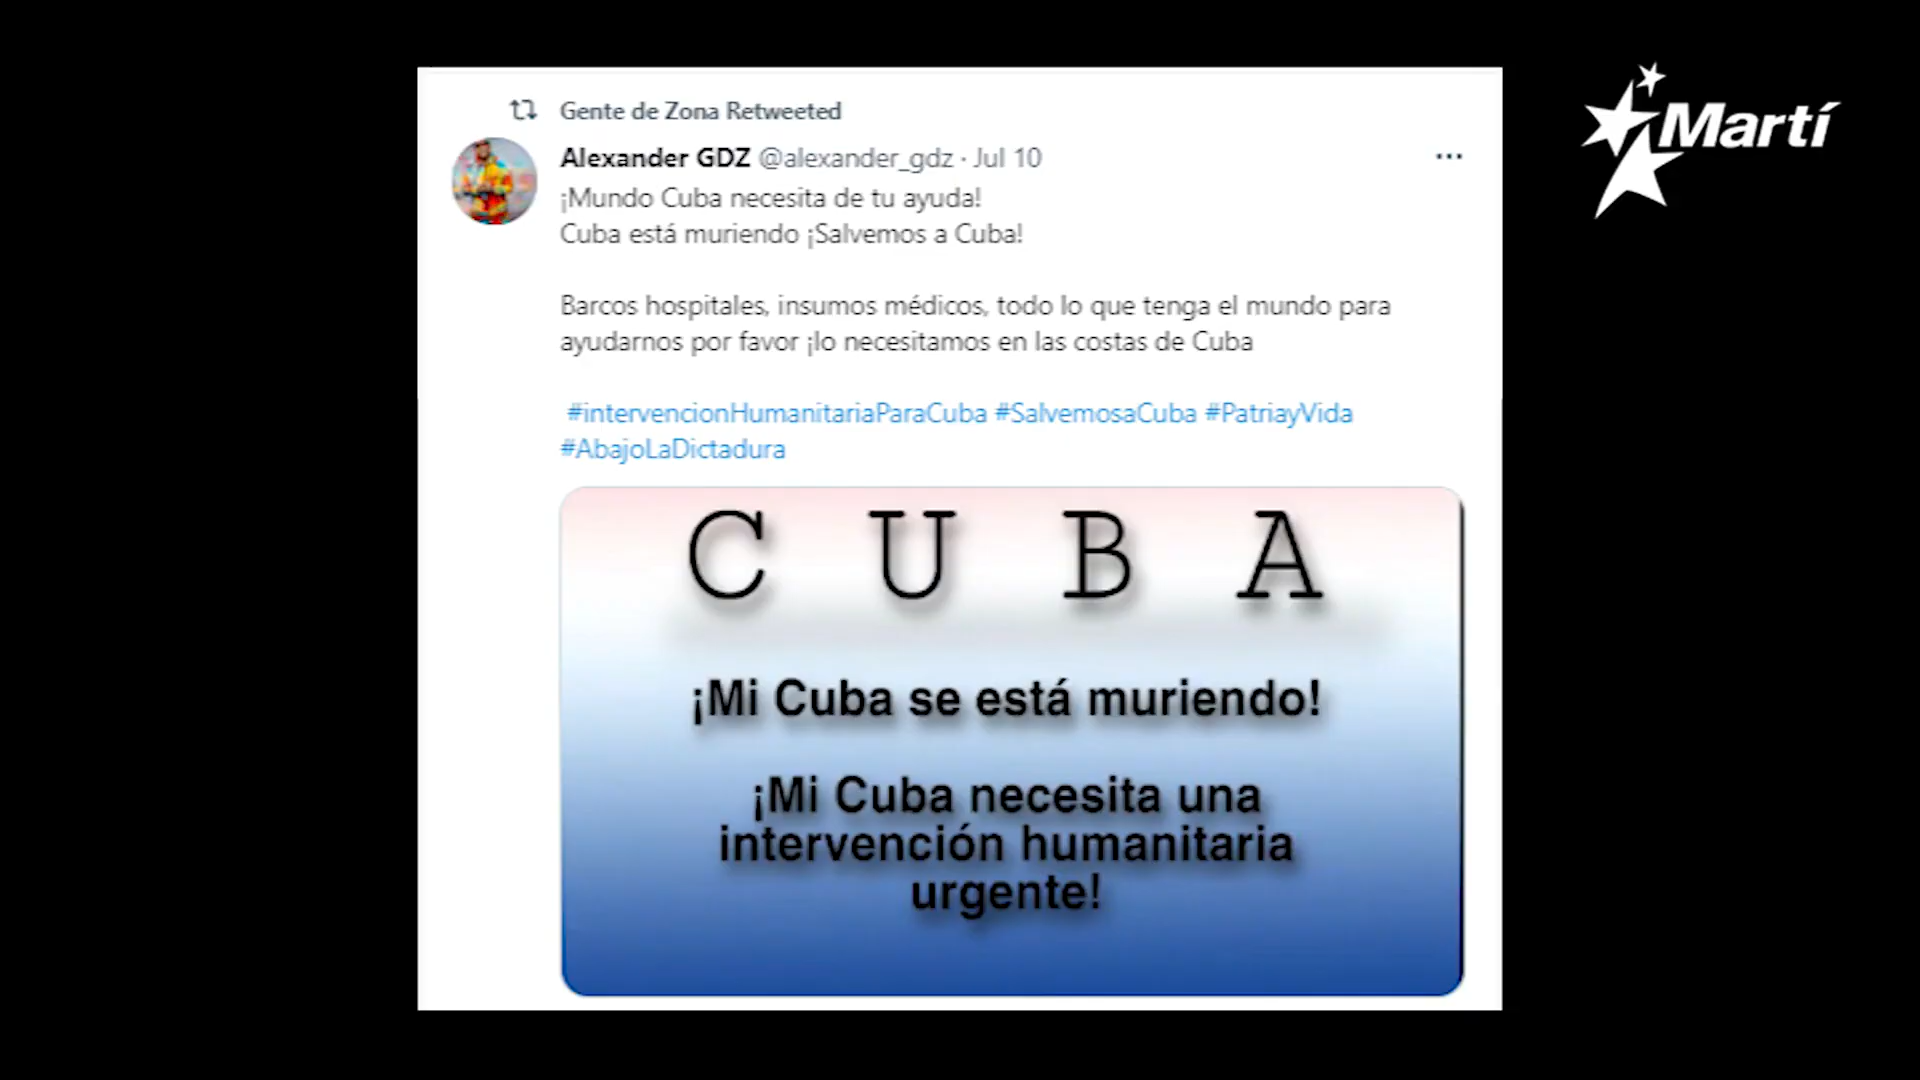 Martí
Gente de Zona Retweeted
Alexander GDZ @alexander_gdz · Jul 10
¡Mundo Cuba necesita de tu ayuda!
Cuba está muriendo ¡Salvemos a Cuba!
Barcos hospitales, insumos médicos, todo lo que tenga el mundo para
ayudarnos por favor ¡lo necesitamos en las costas de Cuba
#intervencionHumanitariaParaCuba #SalvemosaCuba #PatriayVida
#AbajoLaDictadura
C U B A
¡Mi Cuba se está muriendo!
¡Mi Cuba necesita una
intervención humanitaria
urgente!